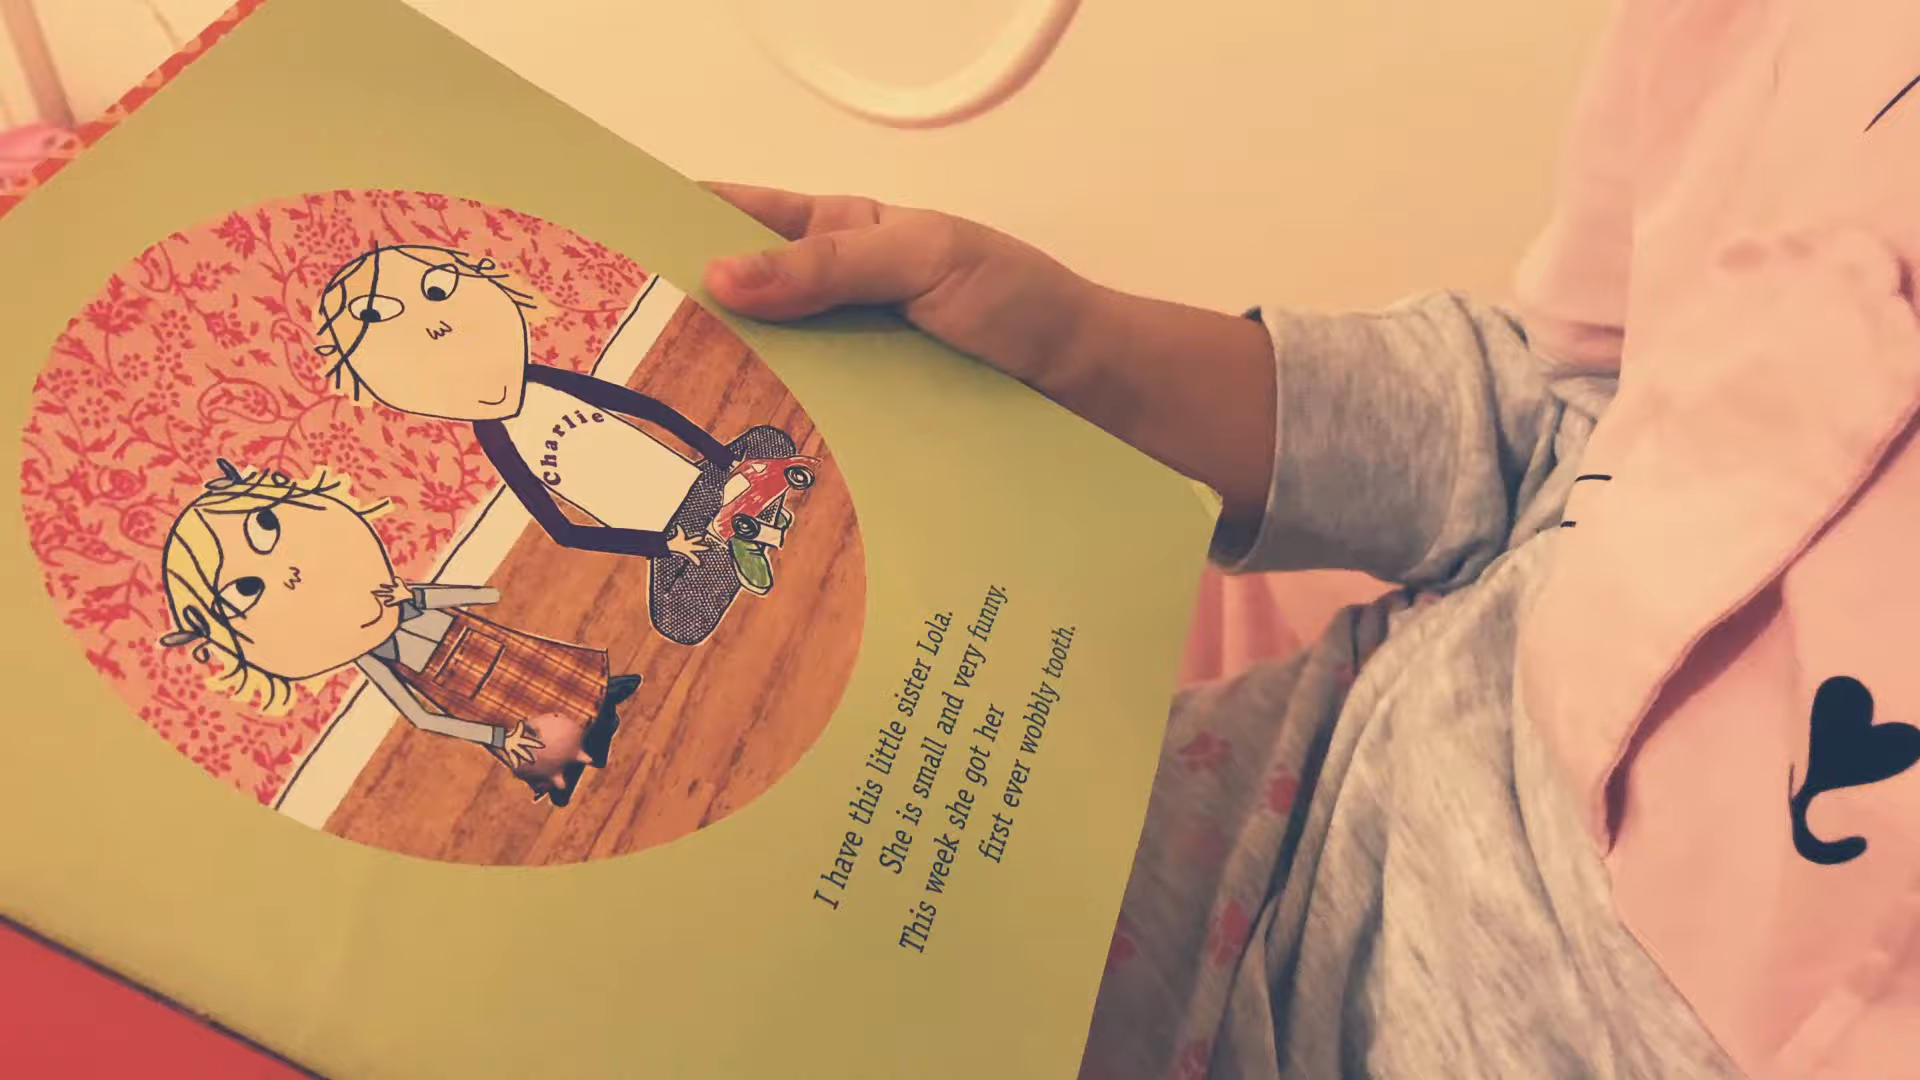 Charlie
I have this little sister Lola.
She is small and very funny.
This week she got her
first ever wobbly tooth.